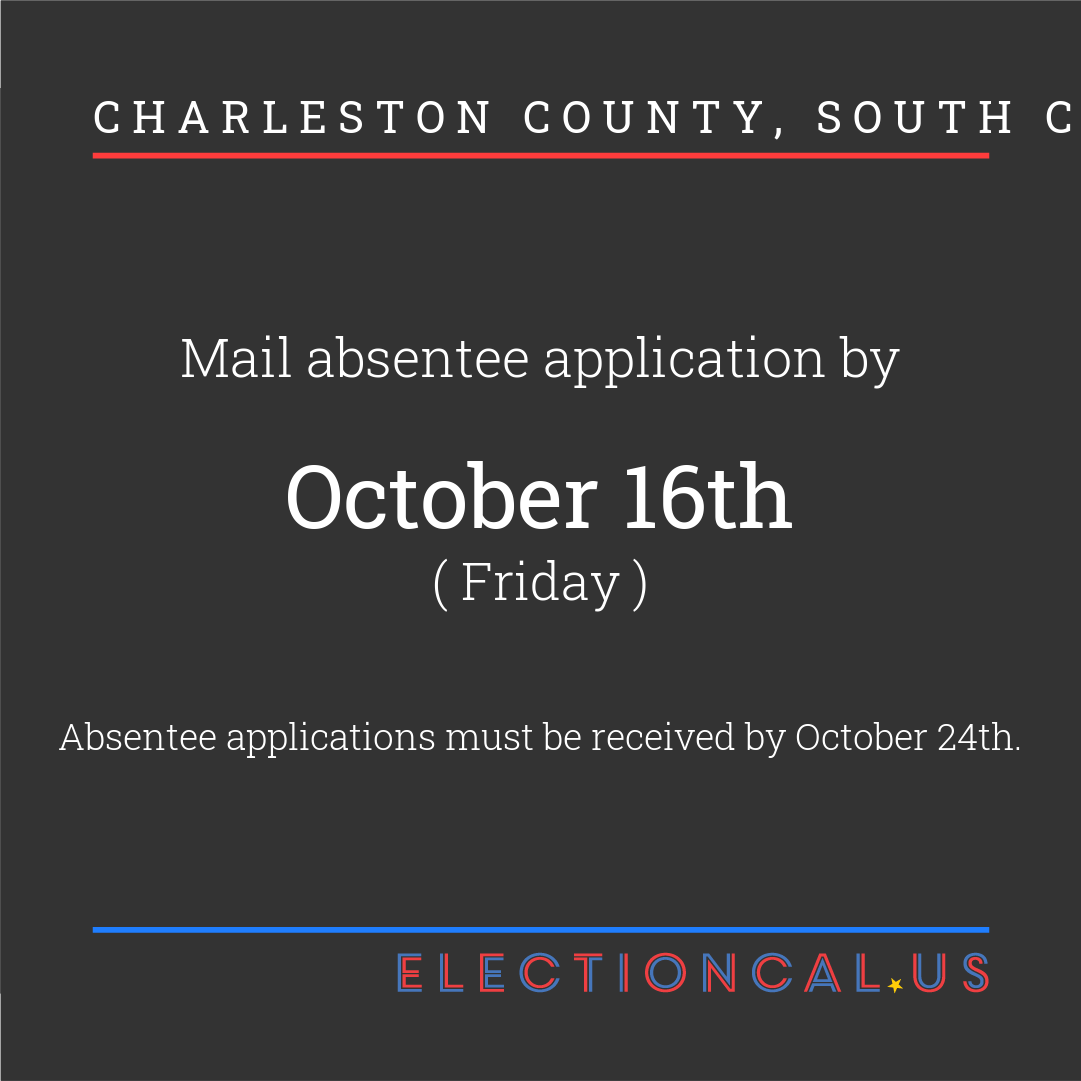 CHARLESTON COUNTY, SOUTH C
Mail absentee application by
October 16th
( Friday )
Absentee applications must be received by October 24th.
ELECTIONCAL.US